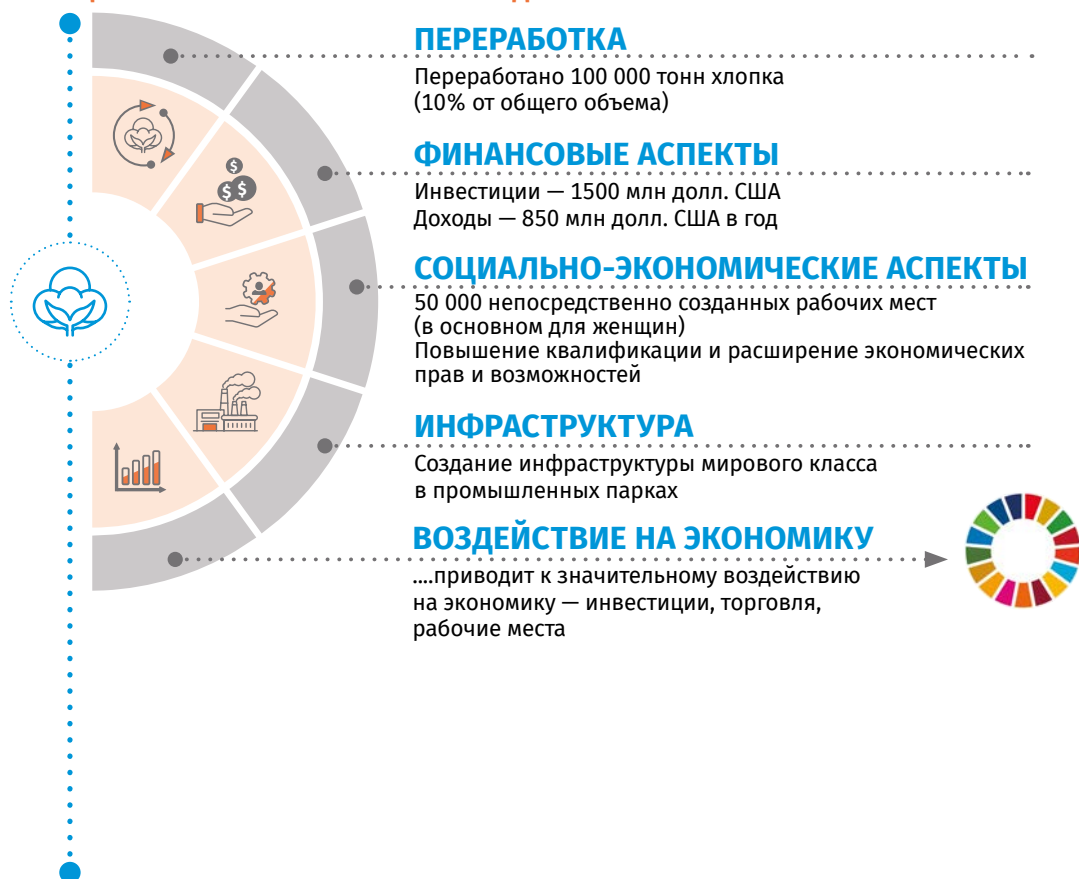 ПЕРЕРАБОТКА
Переработано 100 000 тонн хлопка
(10% от общего объема)
ФИНАНСОВЫЕ АСПЕКТЫ
Инвестиции — 1500 млн долл. США
Доходы — 850 млн долл. США в год
СОЦИАЛЬНО-ЭКОНОМИЧЕСКИЕ АСПЕКТЫ
50 000 непосредственно созданных рабочих мест
(в основном для женщин)
Повышение квалификации и расширение экономических
прав и возможностей
ИНФРАСТРУКТУРА
Создание инфраструктуры мирового класса
в промышленных парках
ВОЗДЕЙСТВИЕ НА ЭКОНОМИКУ
....приводит к значительному воздействию
на экономику — инвестиции, торговля,
рабочие места